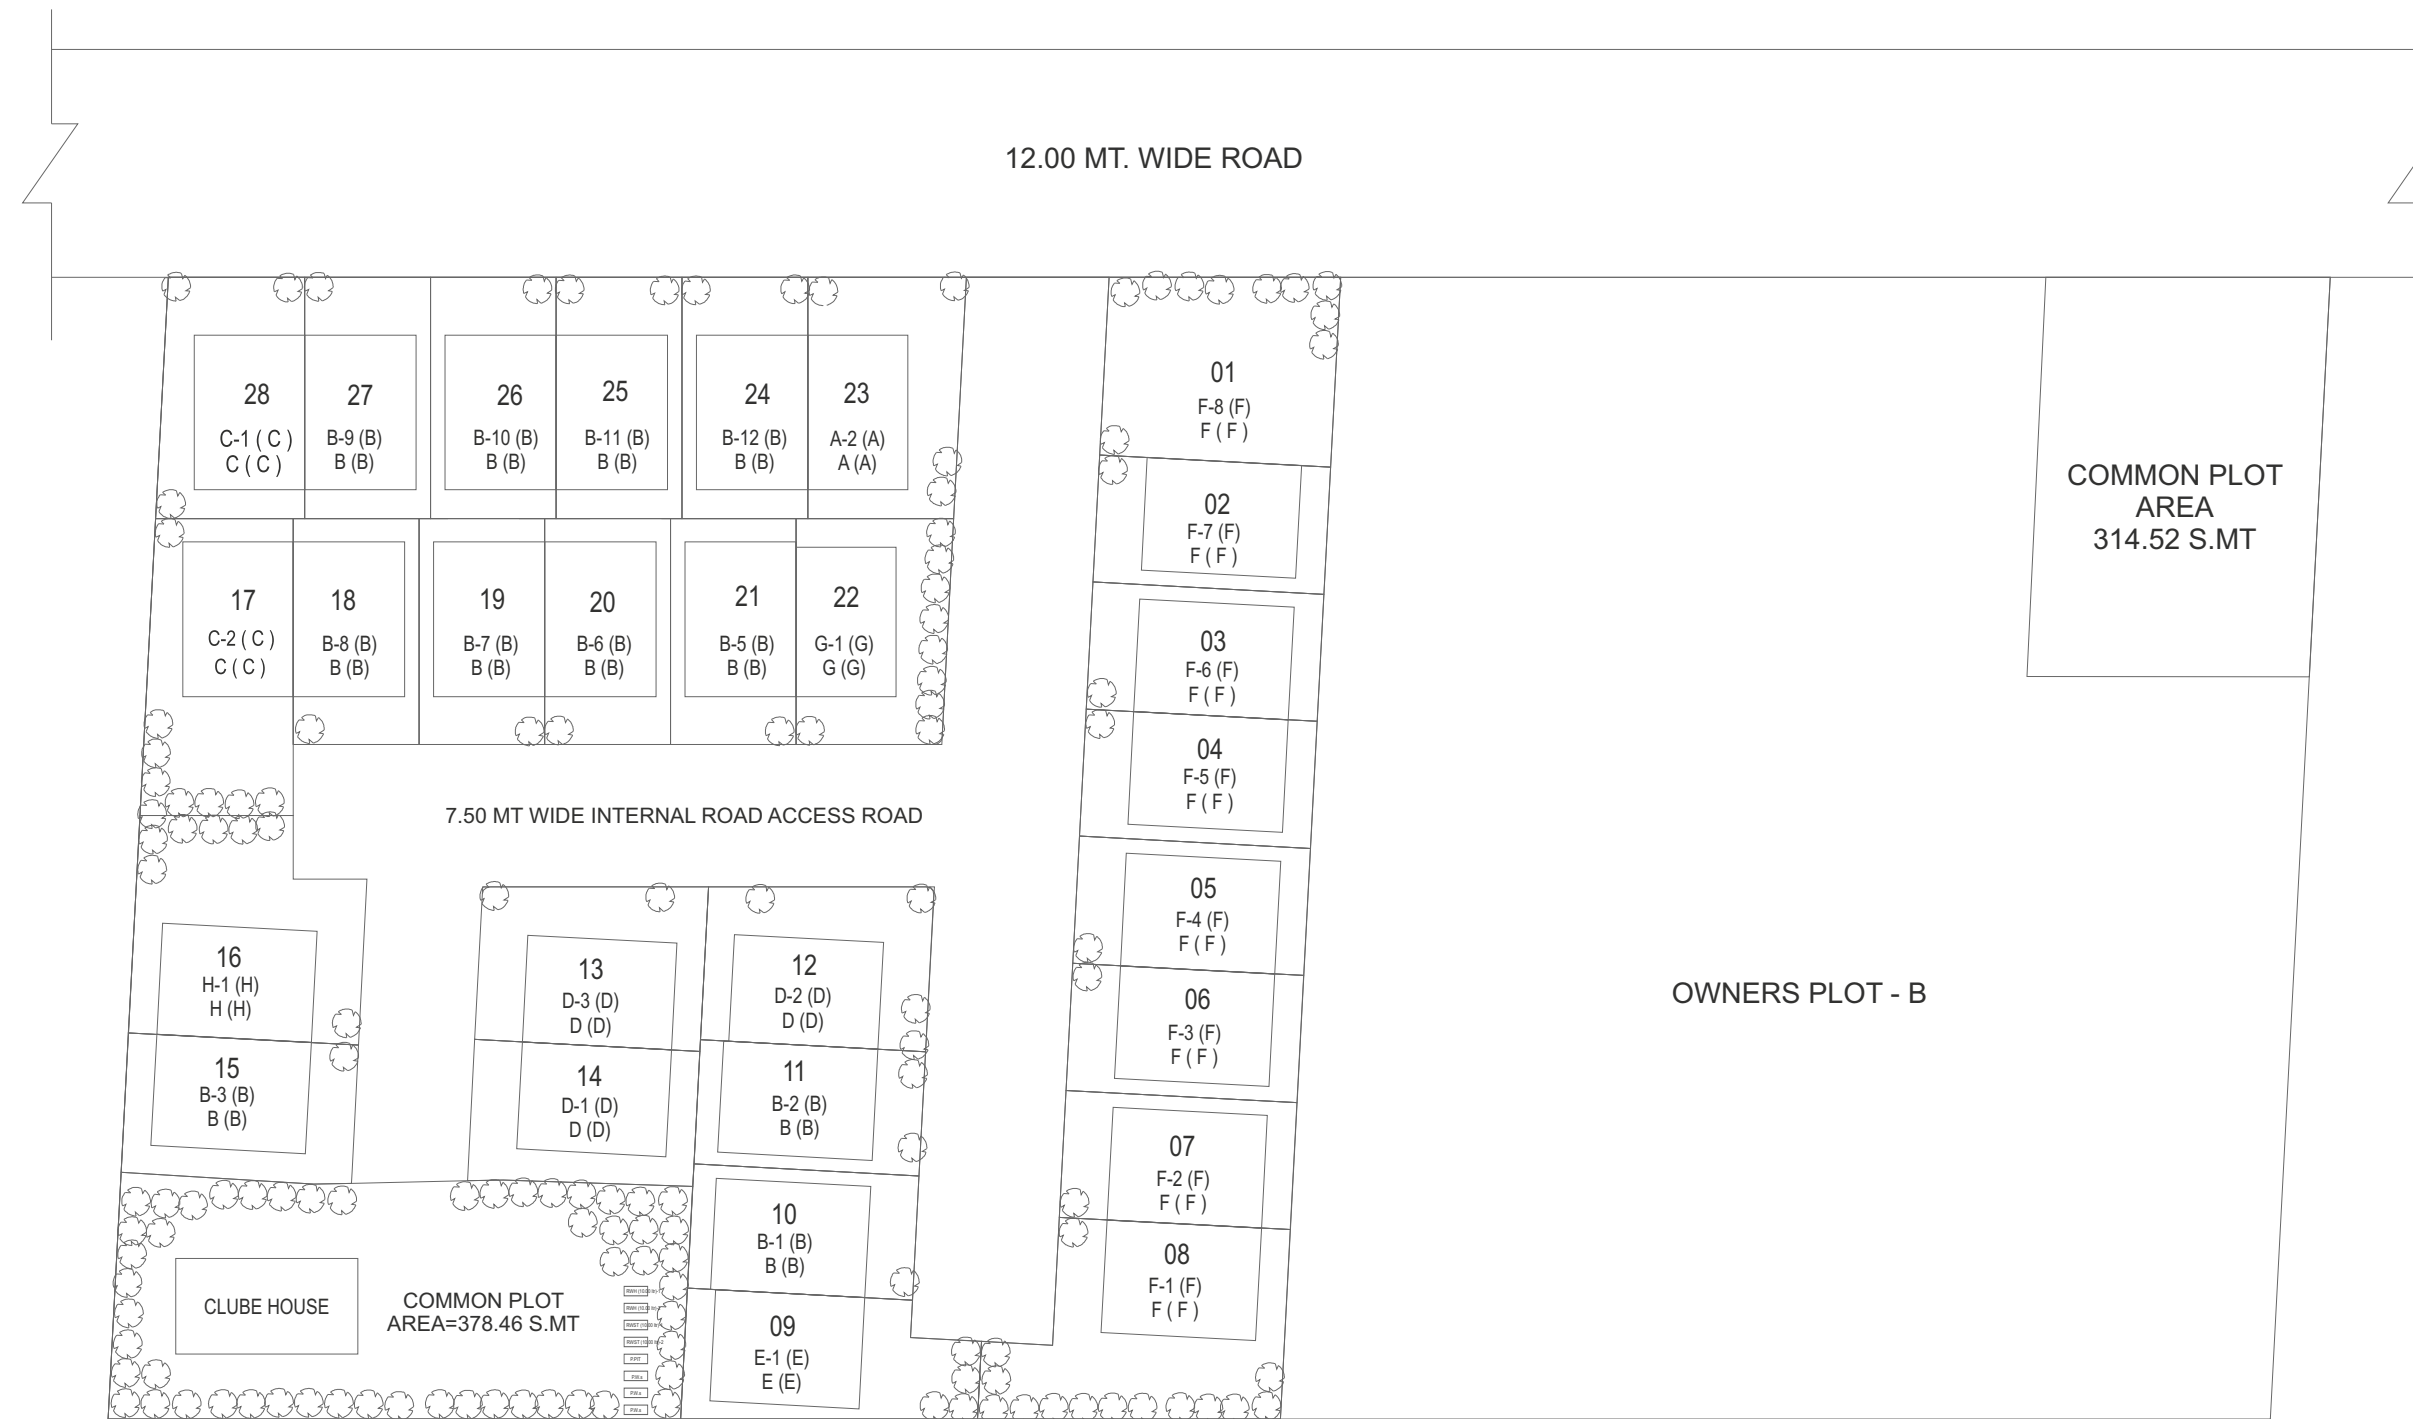 12.00 MT. WIDE ROAD
28
C-1 ( C )
C ( C )
27
B-9 (B)
B (B)
26
B-10 (B)
B (B)
25
B-11 (B)
B (B)
24
B-12 (B)
B (B)
23
A-2 (A)
A (A)
01
F-8 (F)
F ( F )
02
F-7 (F)
F ( F )
COMMON PLOT
AREA
314.52 S.MT
17
C-2 ( C )
C ( C )
18
B-8 (B)
B (B)
19
B-7 (B)
B (B)
20
B-6 (B)
B (B)
21
B-5 (B)
B (B)
22
G-1 (G)
G (G)
03
F-6 (F)
F ( F )
04
F-5 (F)
F ( F )
7.50 MT WIDE INTERNAL ROAD ACCESS ROAD
05
F-4 (F)
F ( F )
06
F-3 (F)
F ( F )
OWNERS PLOT - B
16
H-1 (H)
H (H)
15
B-3 (B)
B (B)
13
D-3 (D)
D (D)
14
D-1 (D)
D (D)
12
D-2 (D)
D (D)
11
B-2 (B)
B (B)
10
B-1 (B)
B (B)
09
E-1 (E)
E (E)
07
F-2 (F)
F ( F )
08
F-1 (F)
F ( F )
CLUBE HOUSE
COMMON PLOT
AREA=378.46 S.MT